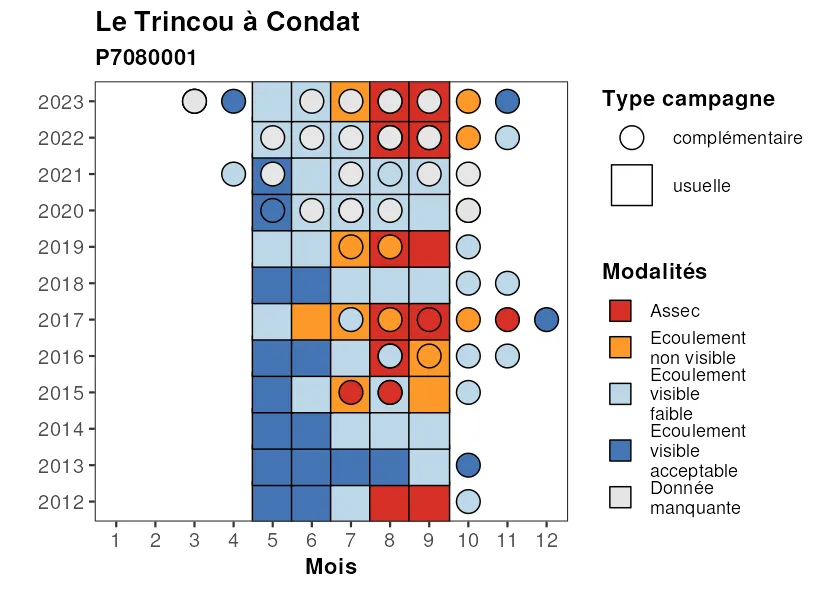 Le Trincou à Condat
P7080001
2023
2022
2021
2020
2019
2018
2017
2016
2015
2014
2013
2012
1 2 3 4 5 6 7 8 9 10 11 12
Mois
Type campagne
complémentaire
usuelle
Modalités
Assec
Ecoulement
non visible
Ecoulement
visible
faible
Ecoulement
visible
acceptable
Donnée
manquante